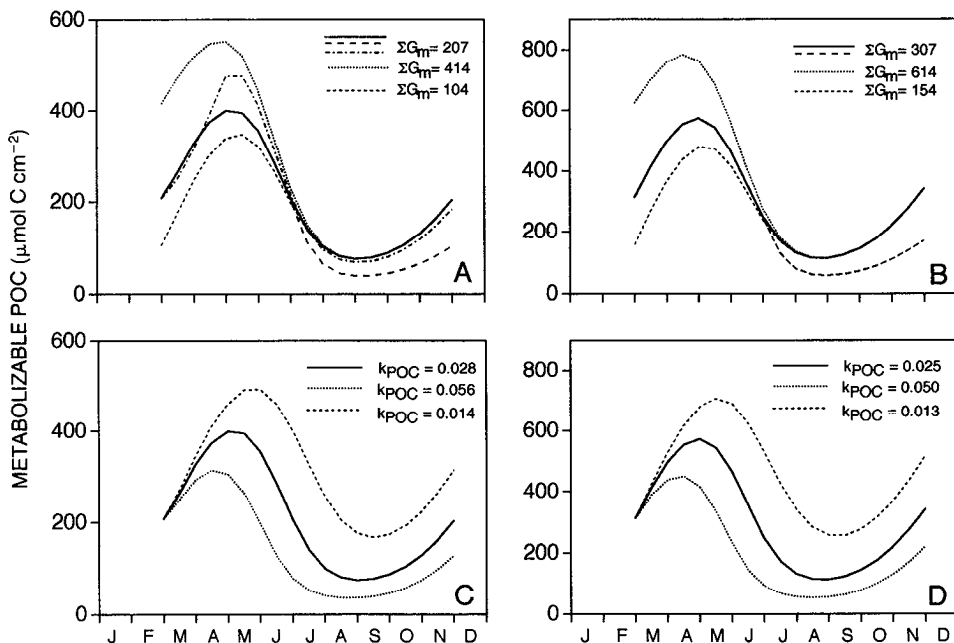 METABOLIZABLE POC (μmol C cm⁻²)
600
400
200
0
ΣGm= 207
ΣGm= 414
ΣGm= 104
A
800
600
400
200
0
ΣGm= 307
ΣGm= 614
ΣGm= 154
B
600
400
200
0
kPOC = 0.028
kPOC = 0.056
kPOC = 0.014
C
J F M A M J J A S O N D
800
600
400
200
0
kPOC = 0.025
kPOC = 0.050
kPOC = 0.013
D
J F M A M J J A S O N D